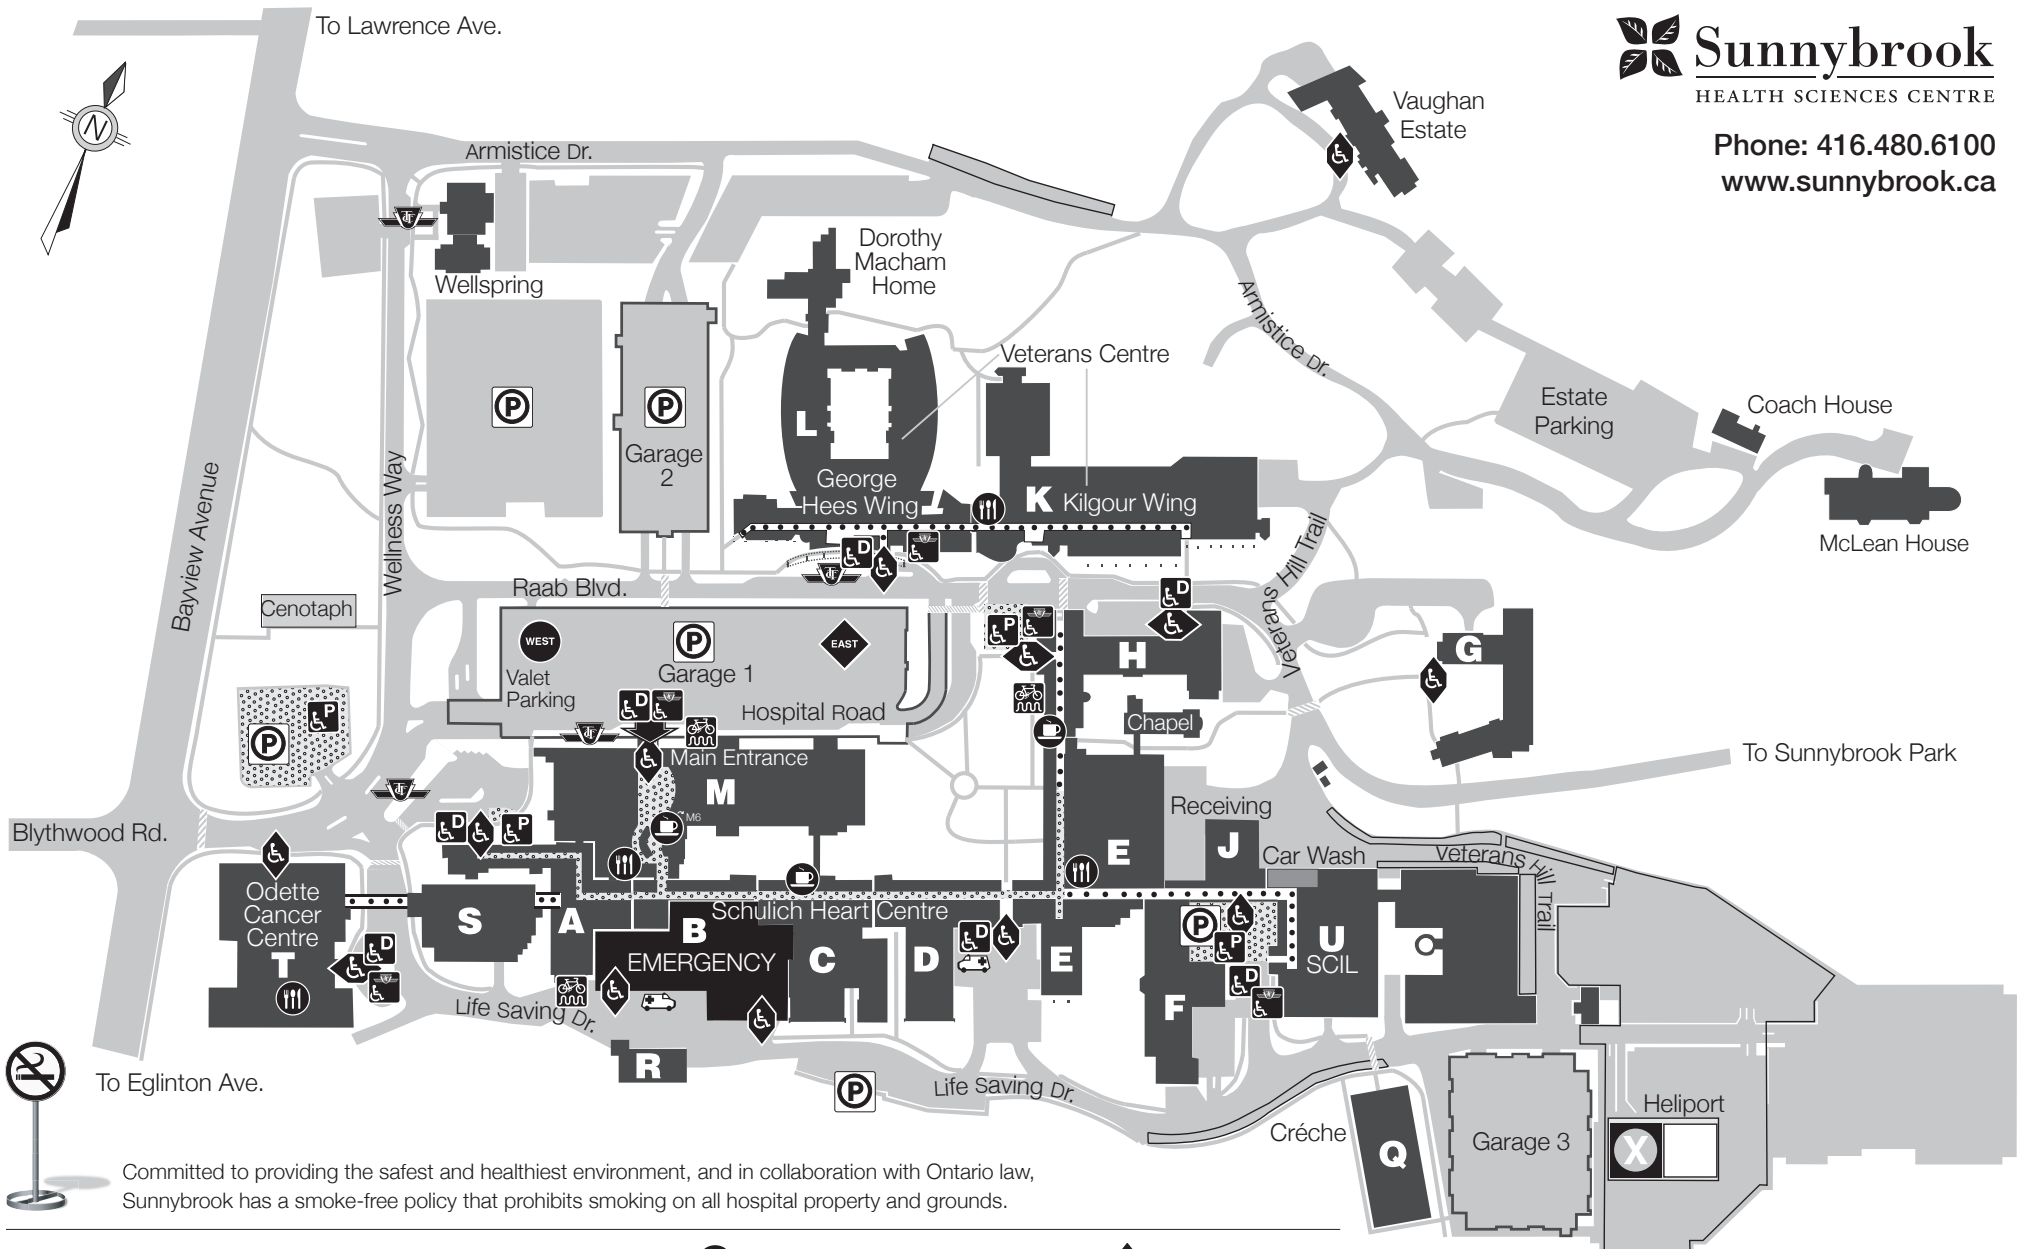 To Lawrence Ave.
Sunnybrook
HEALTH SCIENCES CENTRE
Phone: 416.480.6100
www.sunnybrook.ca
Vaughan
Estate
N
Armistice Dr.
Wellspring
Dorothy
Macham
Home
Armistice Dr.
Veterans Centre
P
P
Garage
2
L
George
Hees Wing
K Kilgour Wing
Estate
Parking
Coach House
McLean House
Bayview Avenue
Wellness Way
Veterans Hill Trail
D
Raab Blvd.
Cenotaph
D
WEST
P
EAST
Valet
Parking
Garage 1
P
H
G
D
Hospital Road
Chapel
P
P
Main Entrance
M
M6
To Sunnybrook Park
Receiving
Blythwood Rd.
D
P
E
J
Car Wash
Veterans Hill Trail
Odette
Cancer
Centre
T
S
A
Schulich Heart Centre
B
EMERGENCY
C
D
D
E
P
P
D
U
SCIL
D
F
Life Saving Dr.
R
P
Life Saving Dr.
To Eglinton Ave.
Créche
Q
Garage 3
Heliport
X
Committed to providing the safest and healthiest environment, and in collaboration with Ontario law,
Sunnybrook has a smoke-free policy that prohibits smoking on all hospital property and grounds.